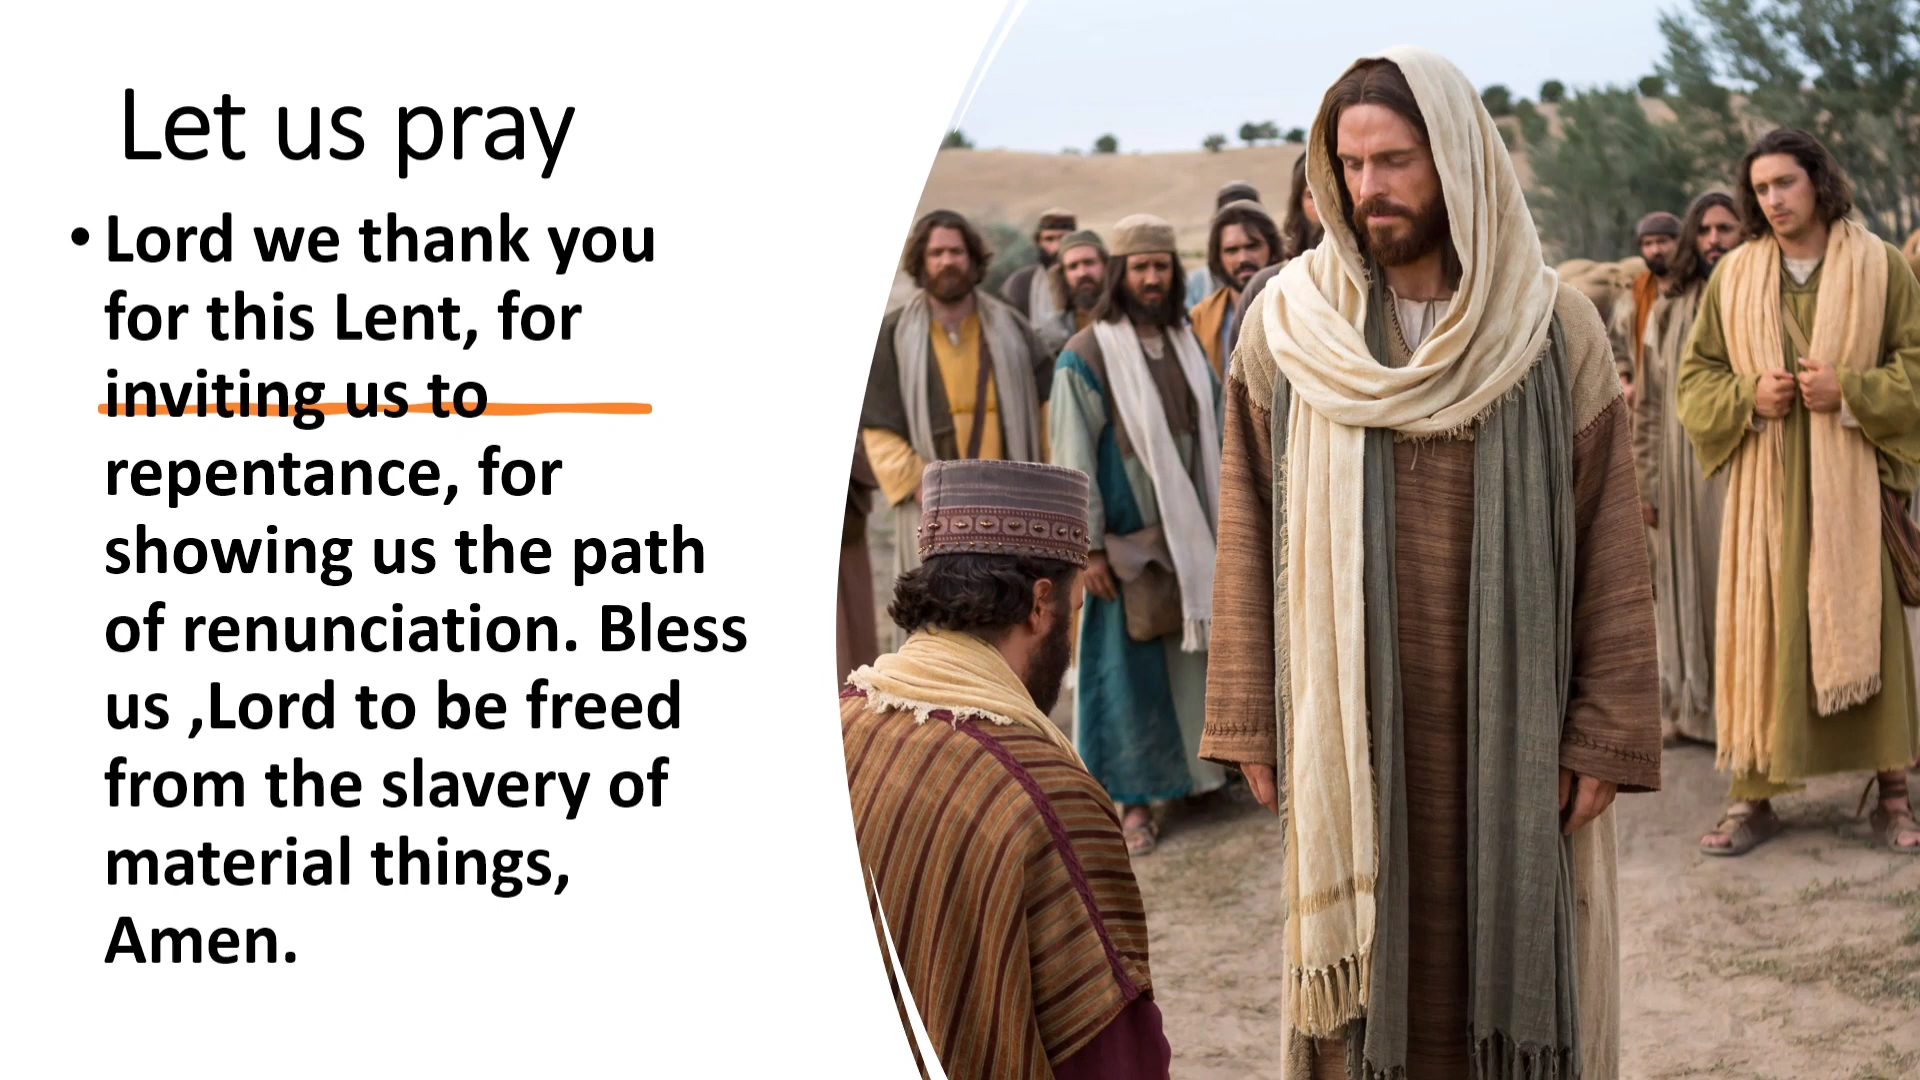 Let us pray
• Lord we thank you
for this Lent, for
inviting us to
repentance, for
showing us the path
of renunciation. Bless
us ,Lord to be freed
from the slavery of
material things,
Amen.